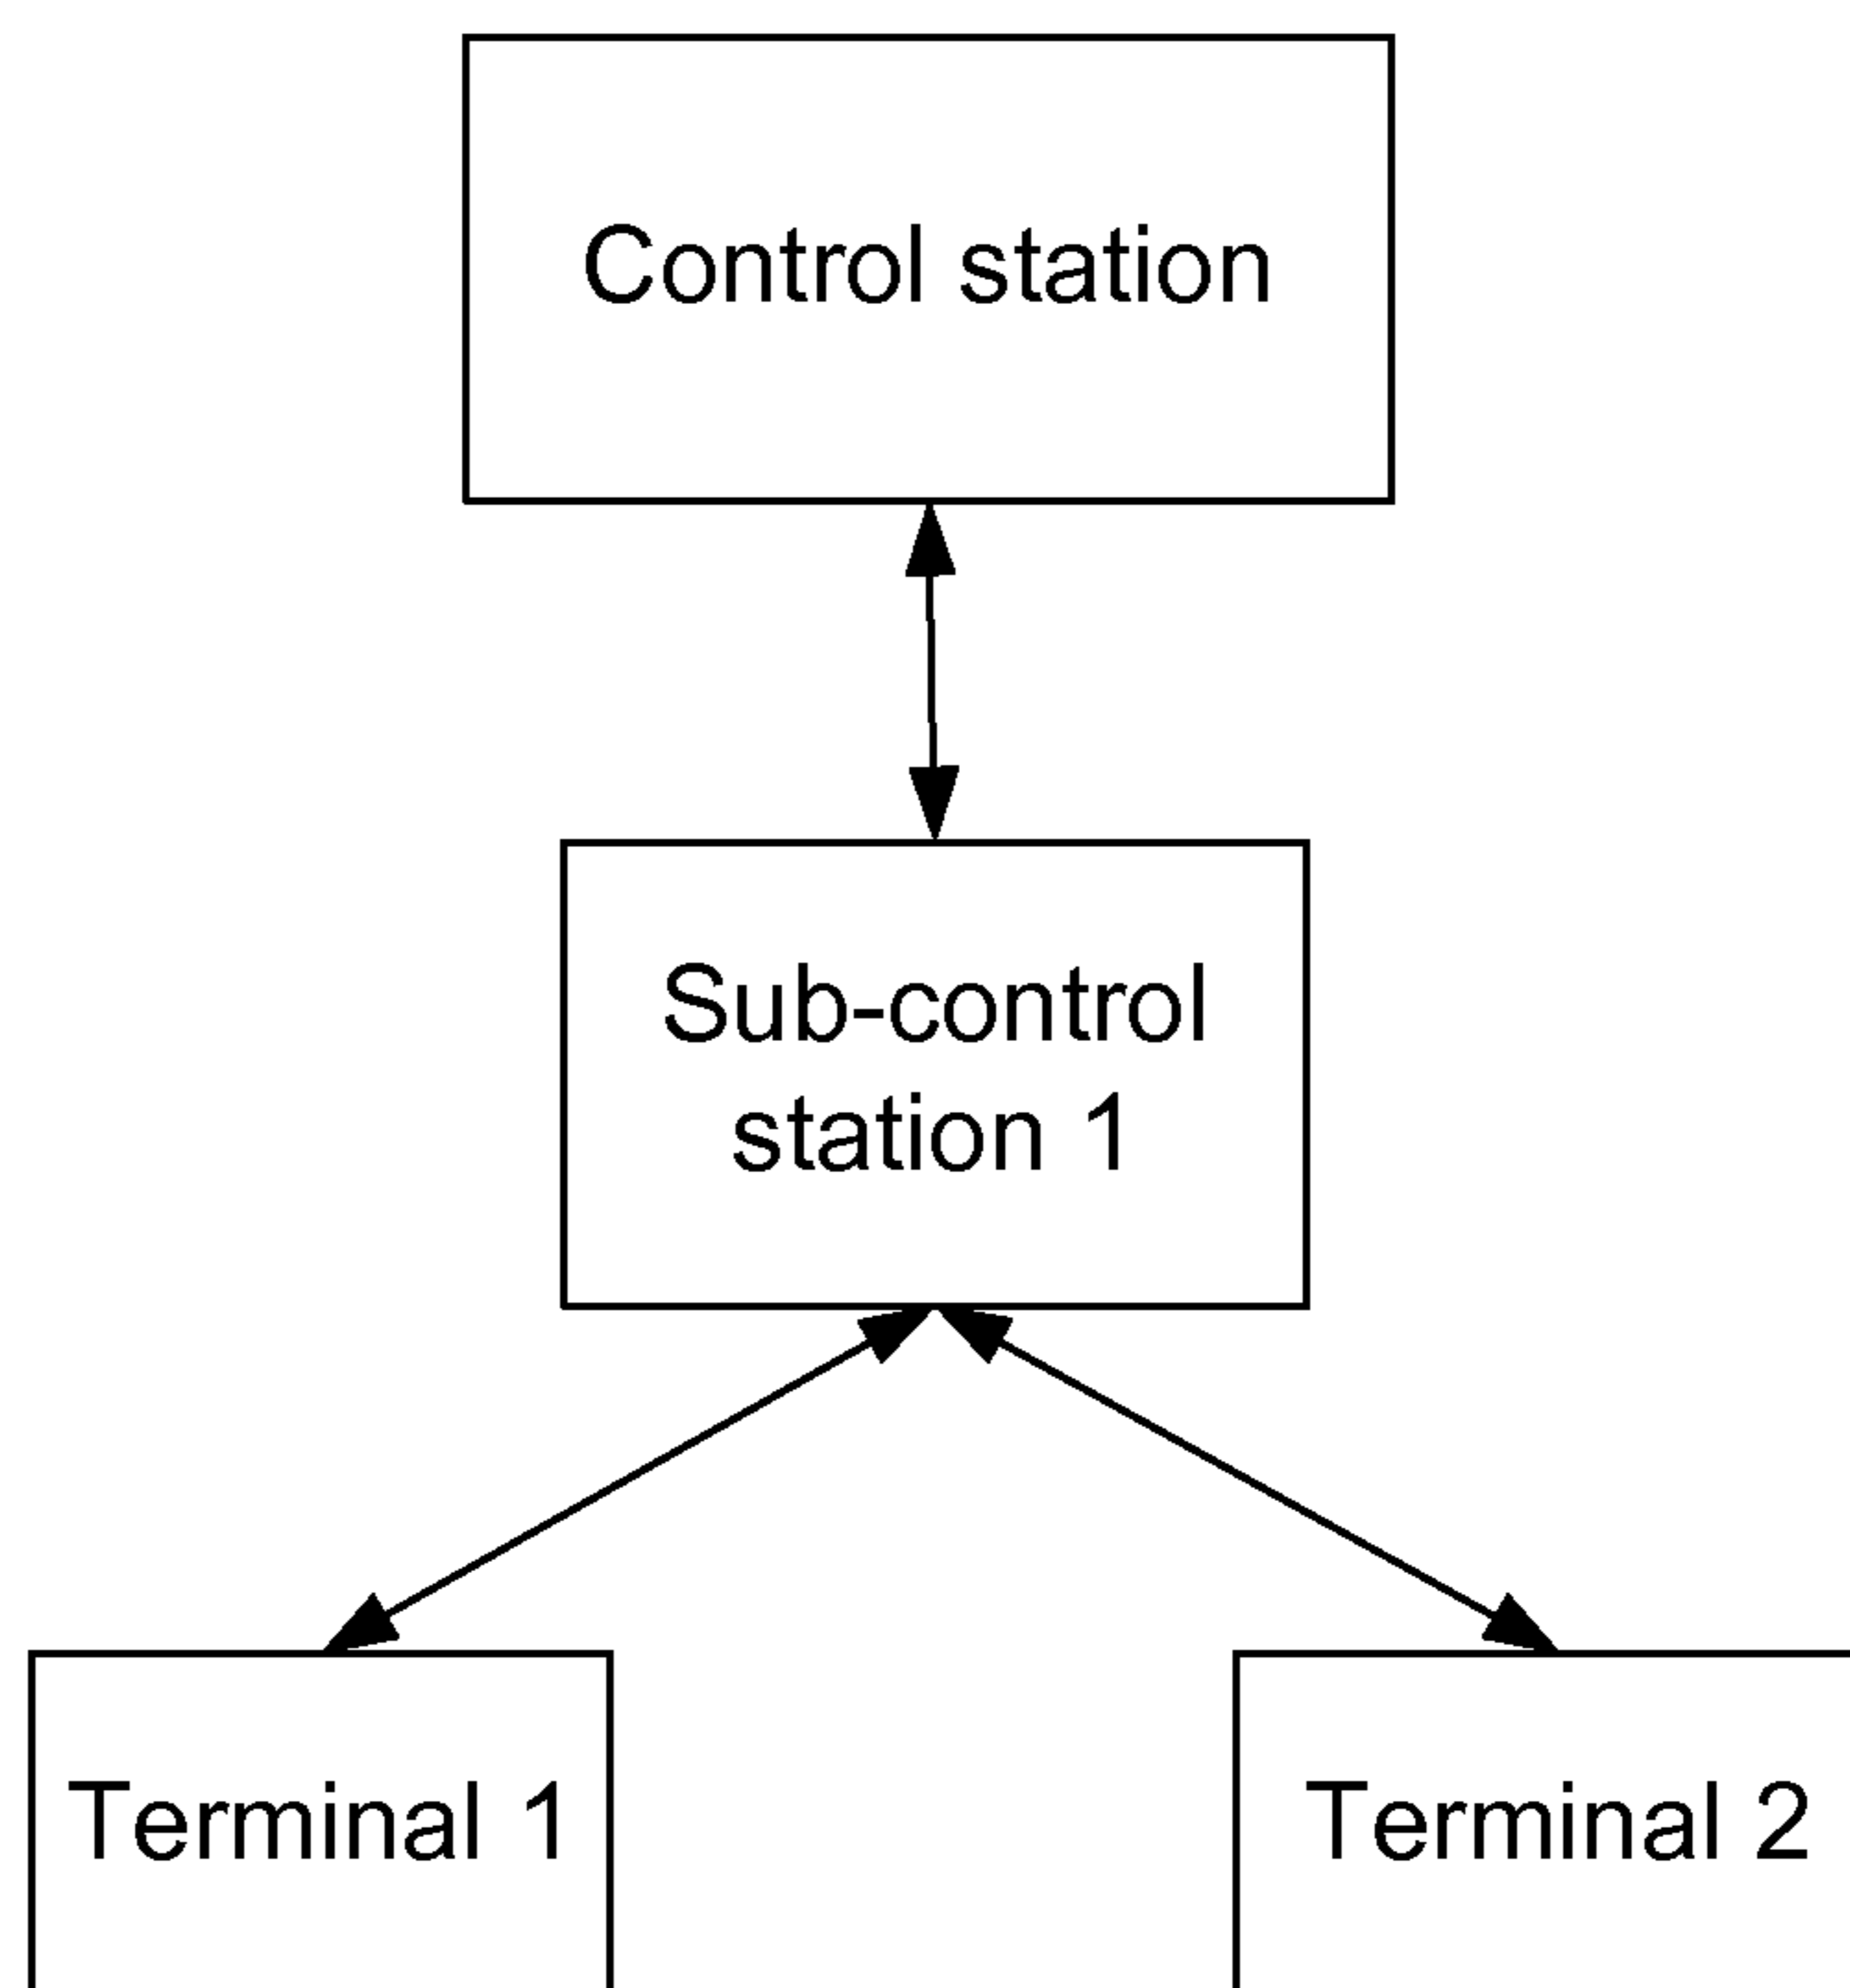 Control station
Sub-control
station 1
Terminal 1
Terminal 2